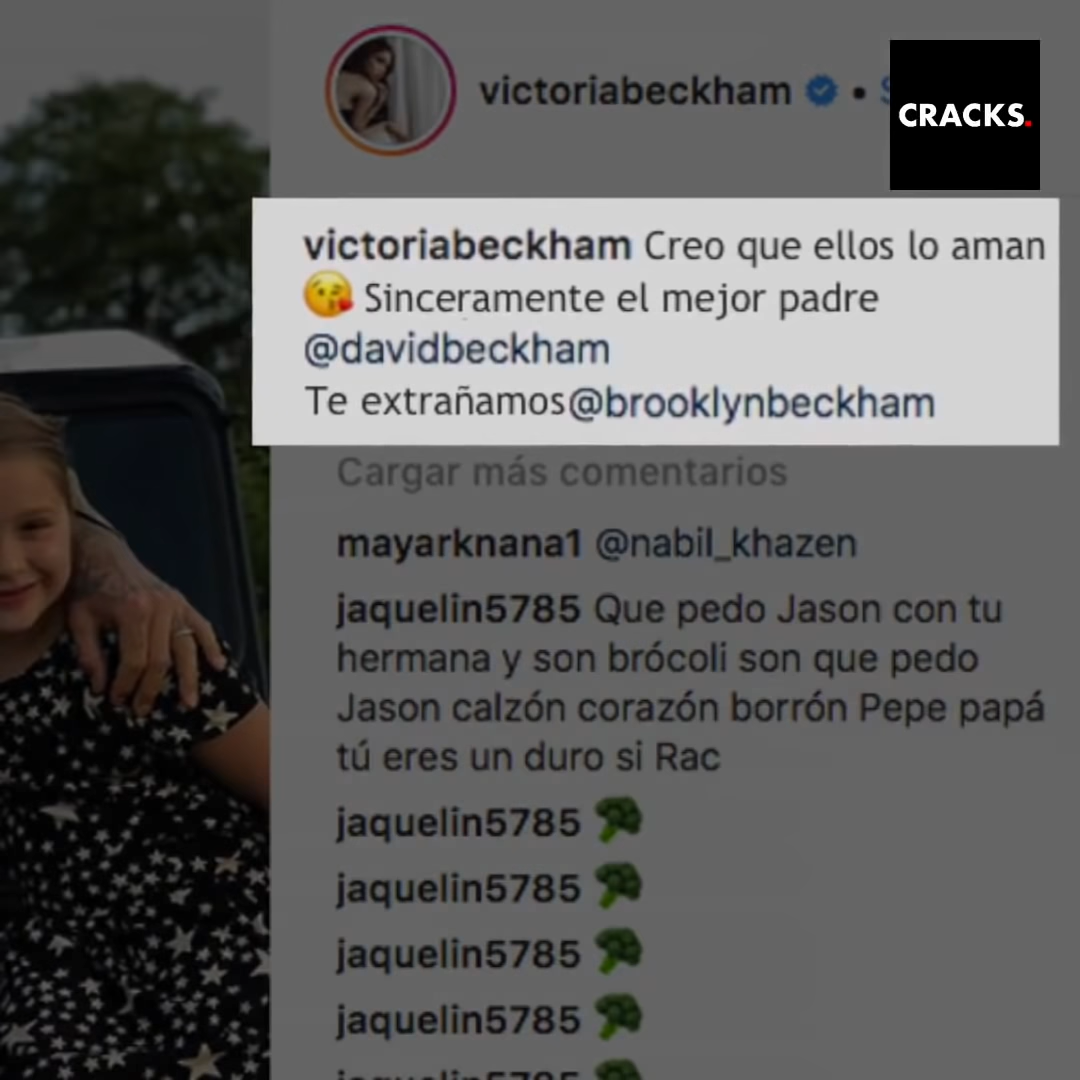 victoriabeckham •
CRACKS.
victoriabeckham Creo que ellos lo aman
😘 Sinceramente el mejor padre
@davidbeckham
Te extrañamos@brooklynbeckham
Cargar más comentarios
mayarknana1 @nabil_khazen
jaquelin5785 Que pedo Jason con tu
hermana y son brócoli son que pedo
Jason calzón corazón borrón Pepe papá
tú eres un duro si Rac
jaquelin5785 🥦
jaquelin5785 🥦
jaquelin5785 🥦
jaquelin5785 🥦